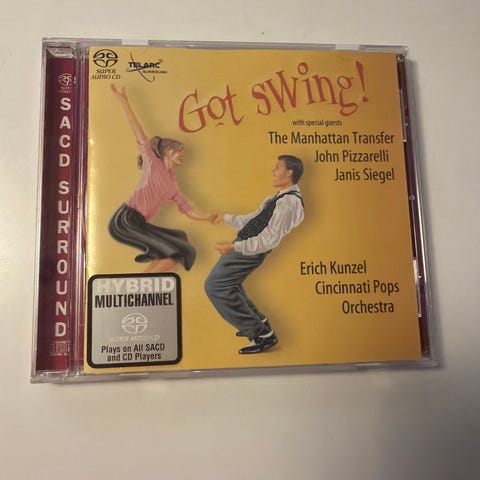 SACD SURROUND
SUPER AUDIO CD
TELARC
SURROUND
Got swing!
with special guests
The Manhattan Transfer
John Pizzarelli
Janis Siegel
Erich Kunzel
Cincinnati Pops
Orchestra
HYBRID
MULTICHANNEL
SUPER AUDIO CD
Plays on All SACD
and CD Players